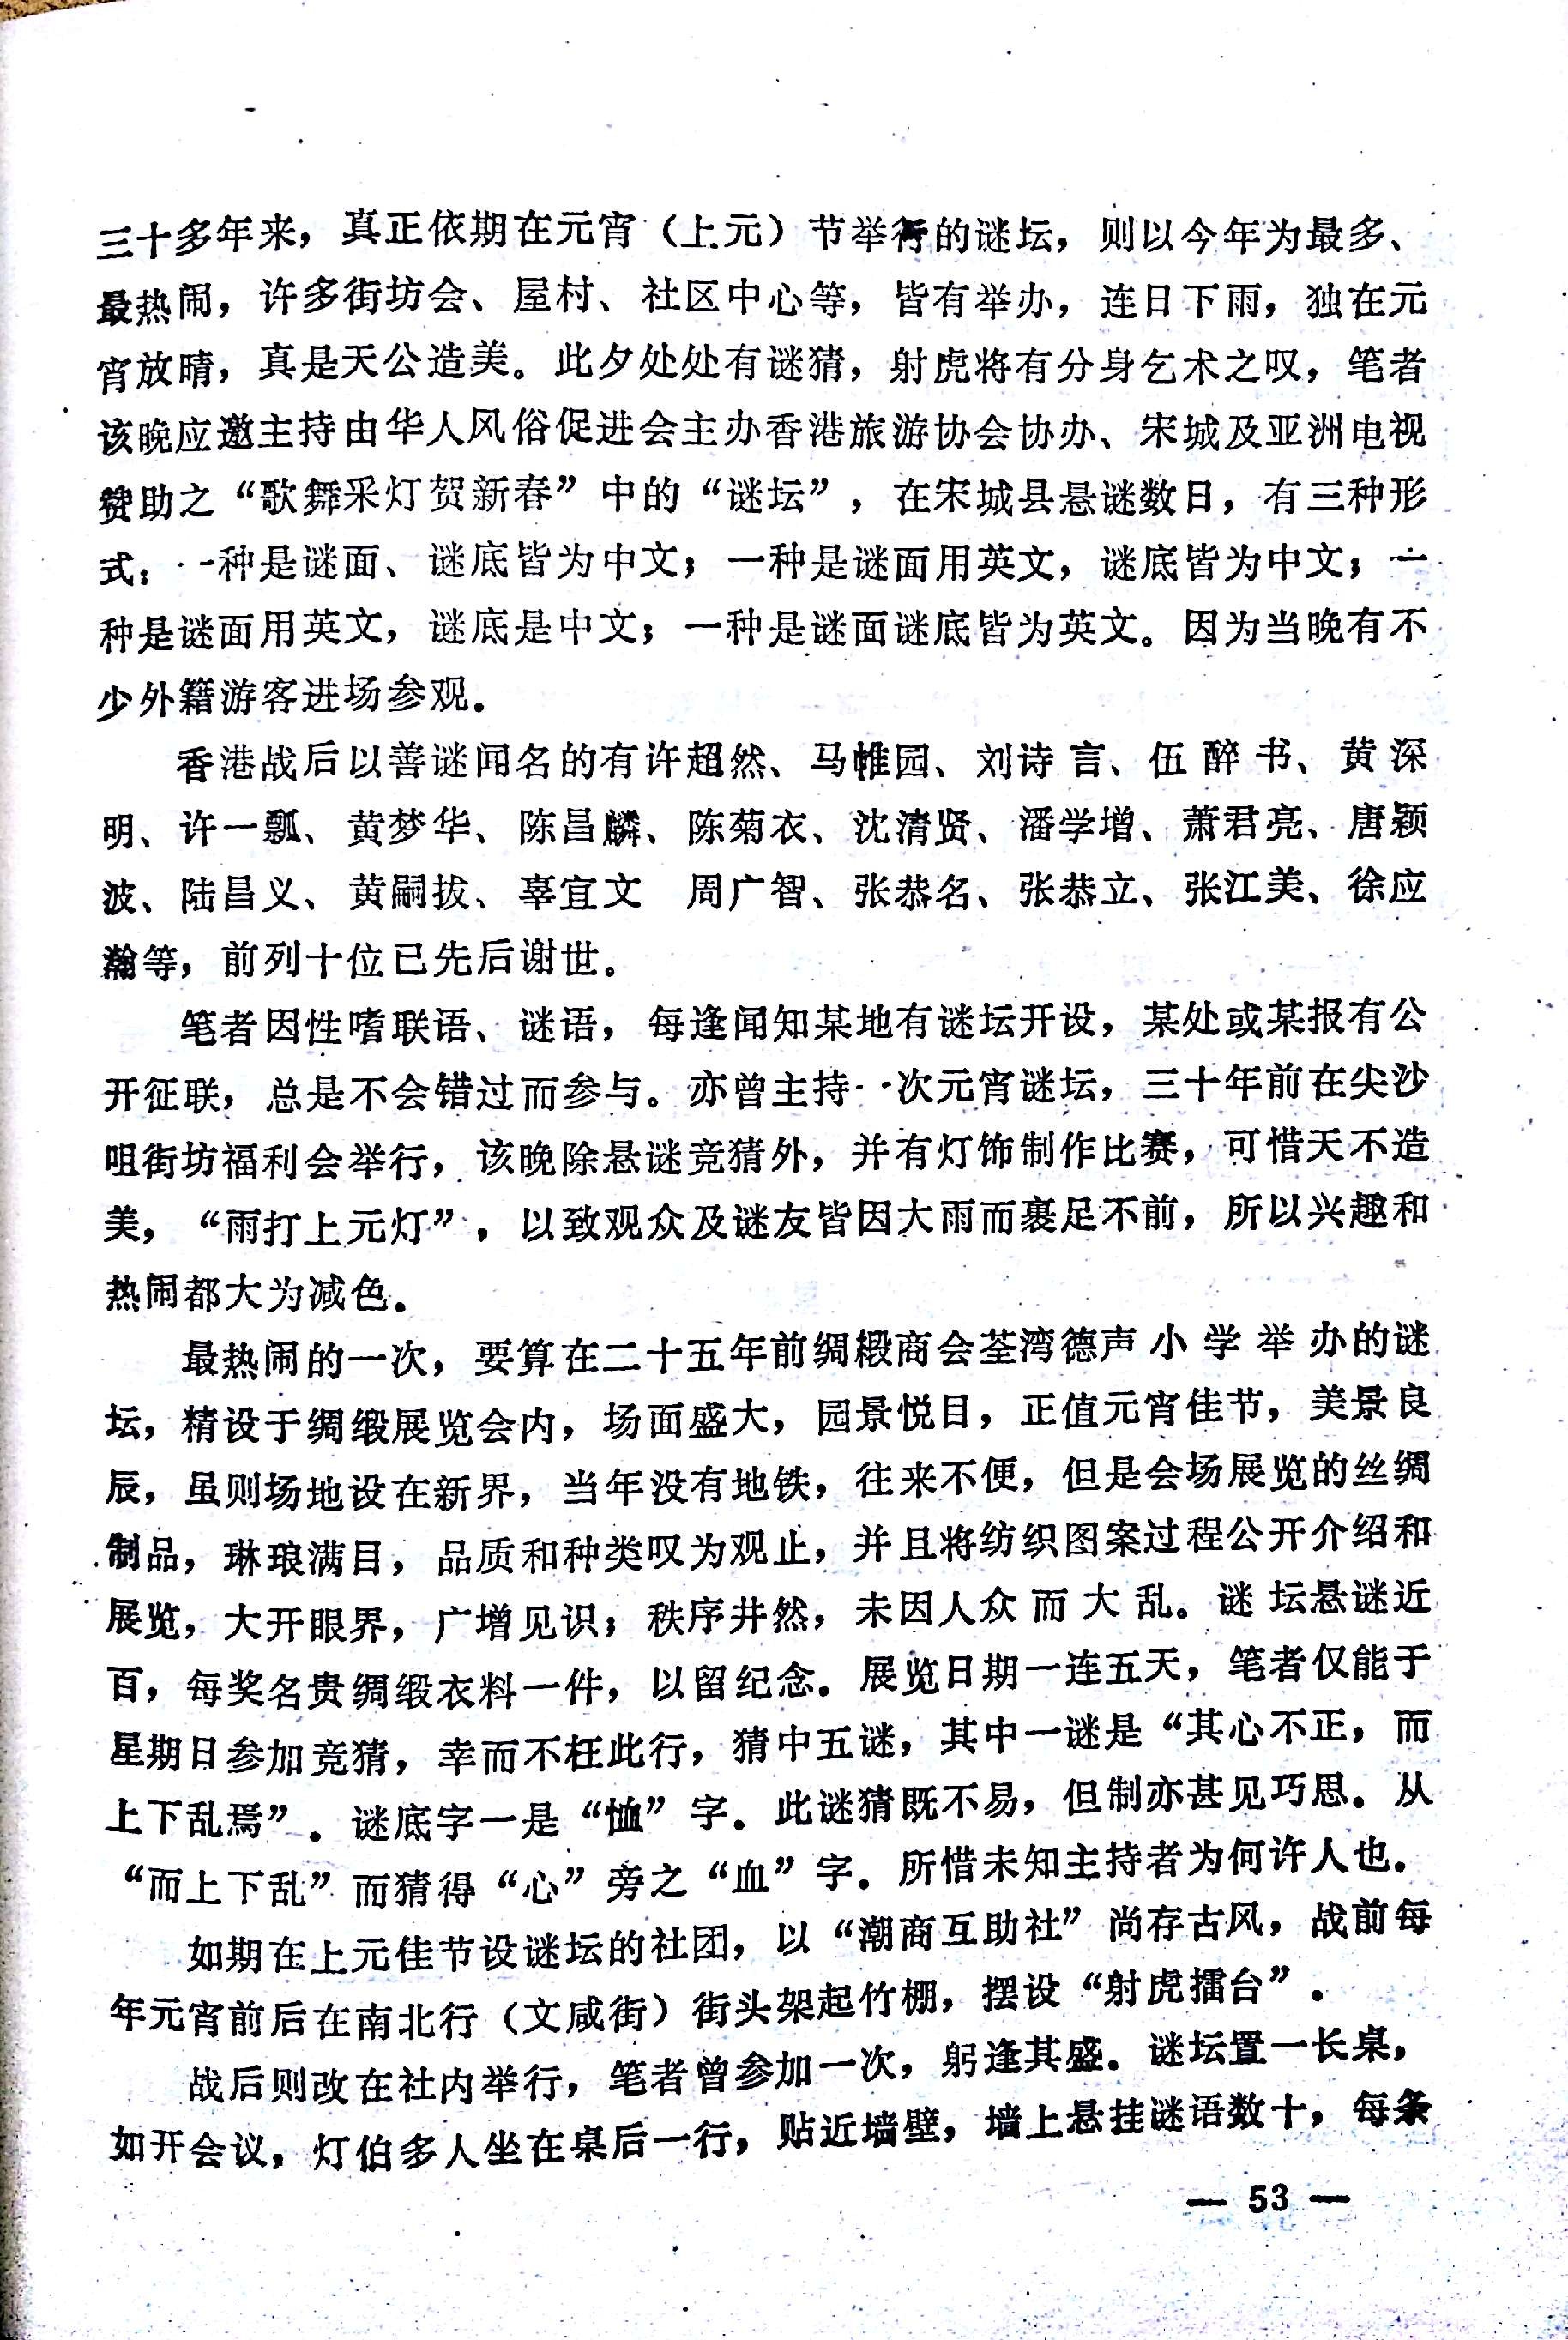 三十多年来，真正依期在元宵（上元）节举行的谜坛，则以今年为最多、
最热闹，许多街坊会、屋村、社区中心等，皆有举办，连日下雨，独在元
宵放晴，真是天公造美。此夕处处有谜猜，射虎将有分身乞术之叹，笔者
该晚应邀主持由华人风俗促进会主办香港旅游协会协办、宋城及亚洲电视
赞助之“歌舞采灯贺新春”中的“谜坛”，在宋城县悬谜数日，有三种形
式：一种是谜面、谜底皆为中文；一种是谜面用英文，谜底皆为中文；一
种是谜面用英文，谜底是中文；一种是谜面谜底皆为英文。因为当晚有不
少外籍游客进场参观。
香港战后以善谜闻名的有许超然、马帷园、刘诗言、伍醉书、黄深
明、许一瓢、黄梦华、陈昌麟、陈菊衣、沈清贤、潘学增、萧君亮、唐颖
波、陆昌义、黄嗣拔、辜宜文 周广智、张恭名、张恭立、张江美、徐应
瀚等，前列十位已先后谢世。
笔者因性嗜联语、谜语，每逢闻知某地有谜坛开设，某处或某报有公
开征联，总是不会错过而参与。亦曾主持一次元宵谜坛，三十年前在尖沙
咀街坊福利会举行，该晚除悬谜竞猜外，并有灯饰制作比赛，可惜天不造
美，“雨打上元灯”，以致观众及谜友皆因大雨而裹足不前，所以兴趣和
热闹都大为减色。
最热闹的一次，要算在二十五年前绸椴商会荃湾德声小学举办的谜
坛，精设于绸缎展览会内，场面盛大，园景悦目，正值元宵佳节，美景良
辰，虽则场地设在新界，当年没有地铁，往来不便，但是会场展览的丝绸
制品，琳琅满目，品质和种类叹为观止，并且将纺织图案过程公开介绍和
展览，大开眼界，广增见识；秩序井然，未因人众而大乱。谜坛悬谜近
百，每奖名贵绸缎衣料一件，以留纪念。展览日期一连五天，笔者仅能于
星期日参加竞猜，幸而不枉此行，猜中五谜，其中一谜是“其心不正，而
上下乱焉”。谜底字一是“恤”字。此谜猜既不易，但制亦甚见巧思。从
“而上下乱”而猜得“心”旁之“血”字。所惜未知主持者为何许人也。
如期在上元佳节设谜坛的社团，以“潮商互助社”尚存古风，战前每
年元宵前后在南北行（文咸街）街头架起竹棚，摆设“射虎擂台”。
战后则改在社内举行，笔者曾参加一次，躬逢其盛。谜坛置一长桌，
如开会议，灯伯多人坐在桌后一行，贴近墙壁，墙上悬挂谜语数十，每条
— 53 —